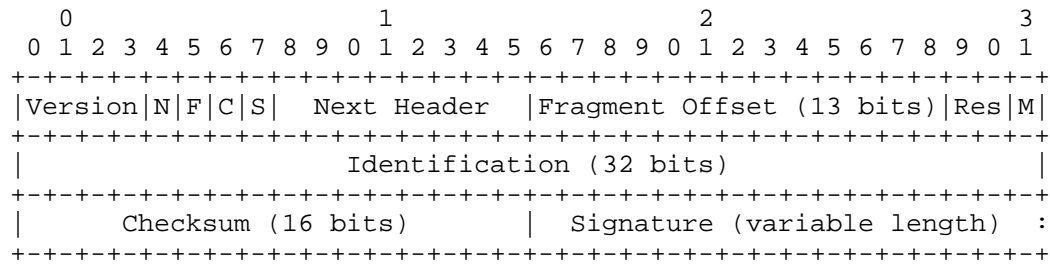 0                   1                   2                   3
 0 1 2 3 4 5 6 7 8 9 0 1 2 3 4 5 6 7 8 9 0 1 2 3 4 5 6 7 8 9 0 1
+-+-+-+-+-+-+-+-+-+-+-+-+-+-+-+-+-+-+-+-+-+-+-+-+-+-+-+-+-+-+-+-+
|Version|N|F|C|S|  Next Header  |Fragment Offset (13 bits)|Res|M|
+-+-+-+-+-+-+-+-+-+-+-+-+-+-+-+-+-+-+-+-+-+-+-+-+-+-+-+-+-+-+-+-+
|                    Identification (32 bits)                   |
+-+-+-+-+-+-+-+-+-+-+-+-+-+-+-+-+-+-+-+-+-+-+-+-+-+-+-+-+-+-+-+-+
|      Checksum (16 bits)       |  Signature (variable length)  :
+-+-+-+-+-+-+-+-+-+-+-+-+-+-+-+-+-+-+-+-+-+-+-+-+-+-+-+-+-+-+-+-+